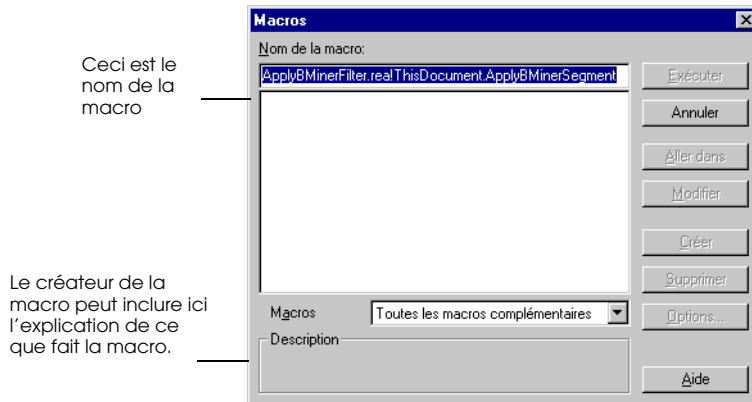 Macros
Nom de la macro:
ApplyBMinerFilter.rea!ThisDocument.ApplyBMinerSegment
Exécuter
Annuler
Aller dans
Modifier
Créer
Supprimer
Options...
Macros
Toutes les macros complémentaires
Description
Aide
Ceci est le
nom de la
macro
Le créateur de la
macro peut inclure ici
l'explication de ce
que fait la macro.